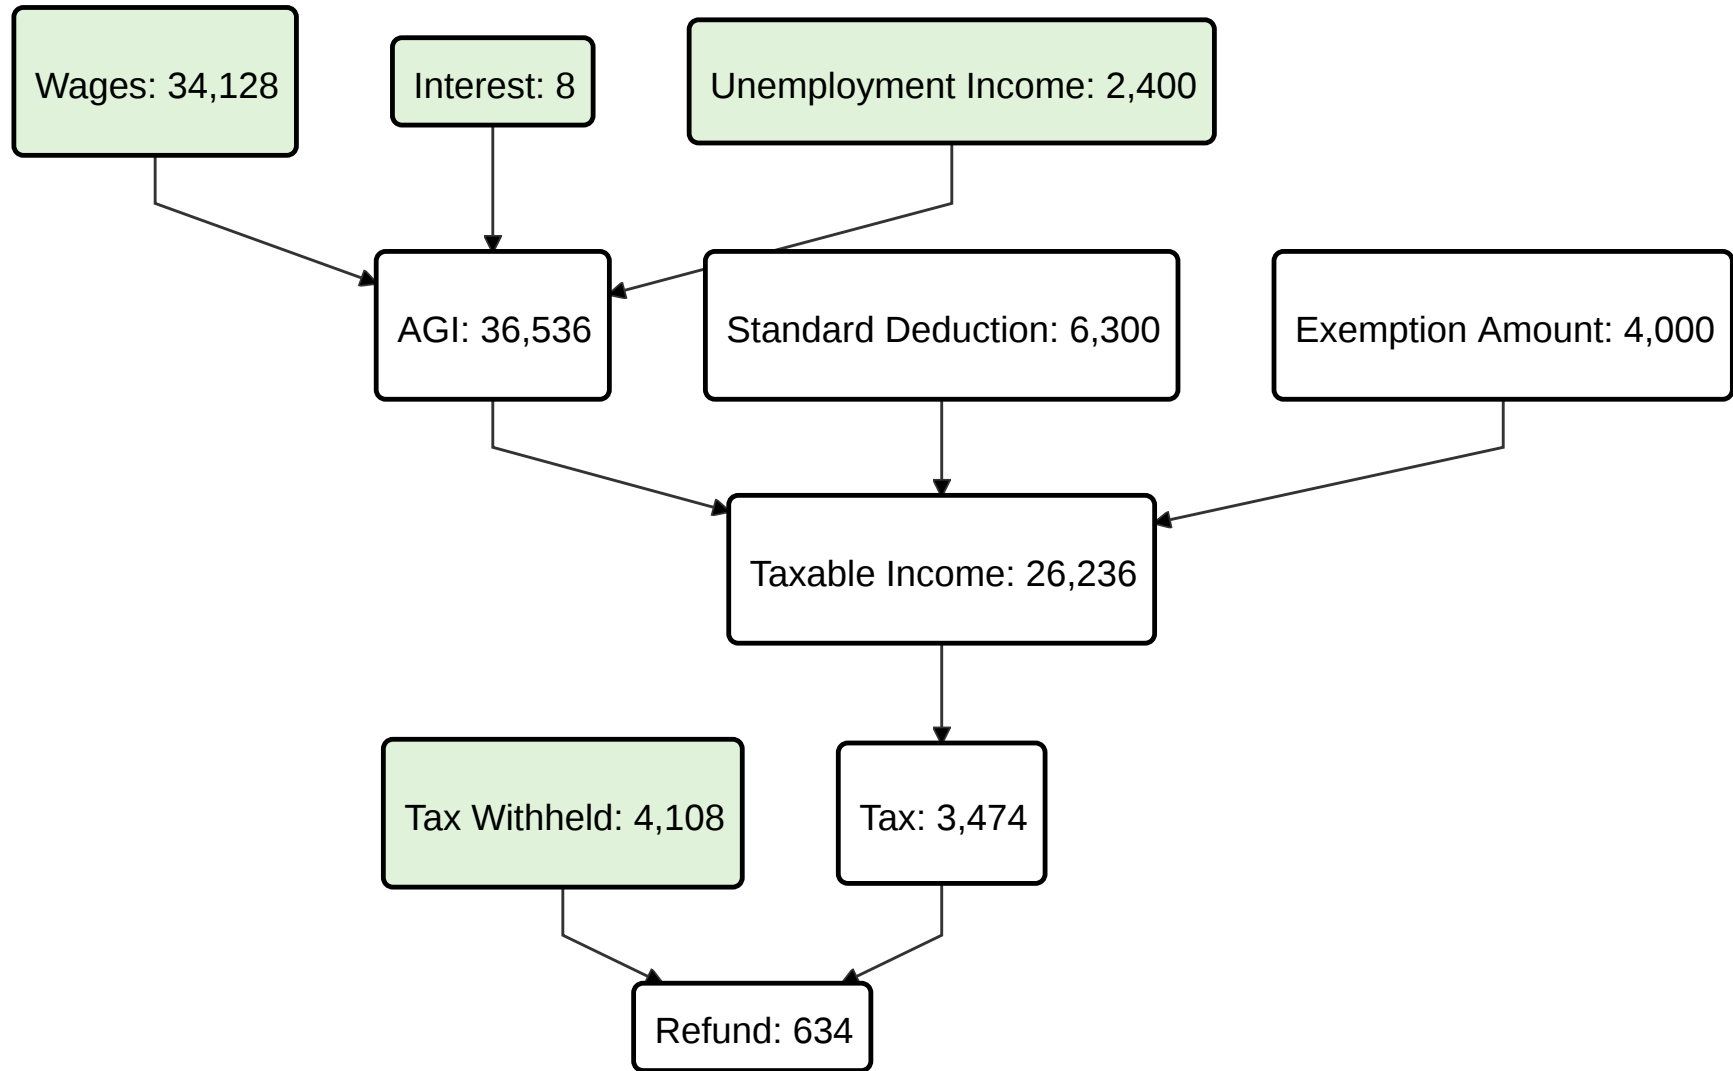 Wages: 34,128
Interest: 8
Unemployment Income: 2,400
AGI: 36,536
Standard Deduction: 6,300
Exemption Amount: 4,000
Taxable Income: 26,236
Tax Withheld: 4,108
Tax: 3,474
Refund: 634